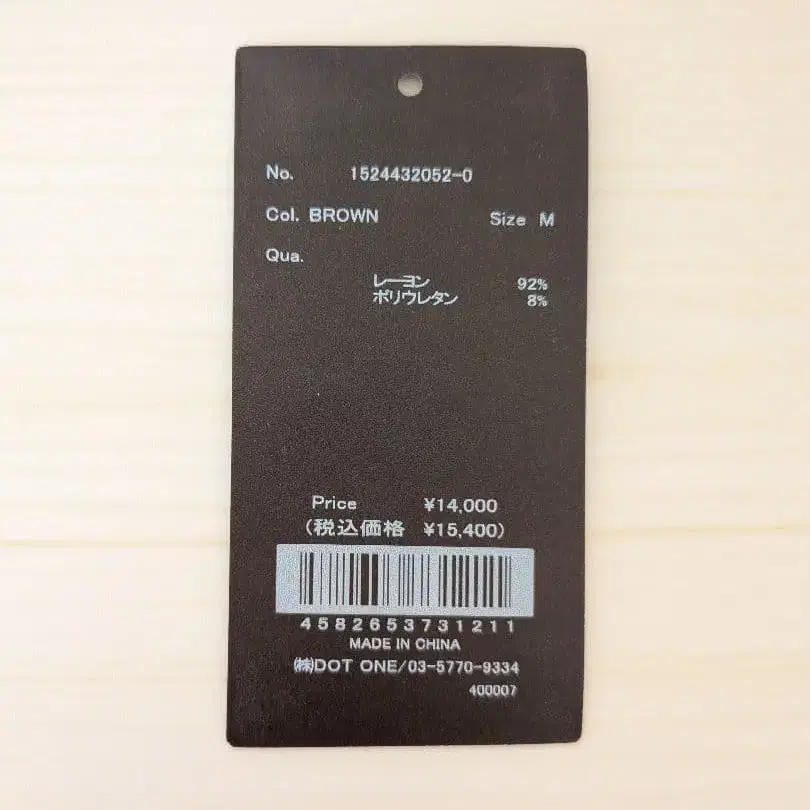 No. 1524432052-0
Col. BROWN Size M
Qua.
レーヨン 92%
ポリウレタン 8%
Price ¥14,000
(税込価格 ¥15,400)
4582653731211
MADE IN CHINA
㈱DOT ONE/03-5770-9334
400007